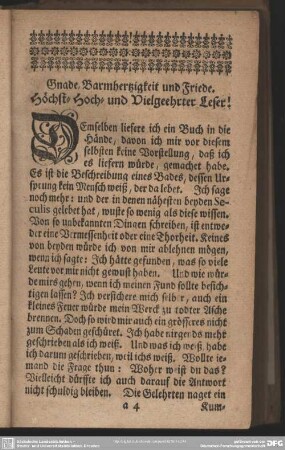 Gnade, Barmhertzigkeit und Friede.
Höchst- Hoch- und Vielgeehrter Leser!
DEmselben liefere ich ein Buch in die
Hände, davon ich mir vor diesem
selbsten keine Vorstellung, daß ich
es liefern würde, gemachet habe.
Es ist die Beschreibung eines Bades, dessen Ur-
sprung kein Mensch weiß, der da lebet. Ich sage
noch mehr: und der in denen nähesten beyden Se-
culis gelebet hat, wuste so wenig als diese wissen.
Von so unbekannten Dingen schreiben, ist entwe-
der eine Vermessenheit oder eine Thorheit. Keines
von beyden würde ich von mir ablehnen mögen,
wenn ich sagte: Ich hätte gefunden, was so viele
Leute vor mir nicht gewust haben. Und wie wür-
de mirs gehen, wenn ich meinen Fund sollte besich-
tigen lassen? Ich versichere mich selbst, auch ein
kleines Feuer würde mein Werck zu todter Asche
brennen. Doch so wird mir auch ein grösseres nicht
zum Schaden geschüret. Ich habe nirgends meht
geschrieben als ich weiß. Und was ich weiß, habe
ich darum geschrieben, weil ichs weiß. Wollte ie-
mand die Frage thun: Woher weist du das?
Vielleicht dürffte ich auch darauf die Antwort
nicht schuldig bleiben. Die Gelehrten naget ein
a 4 Kum-